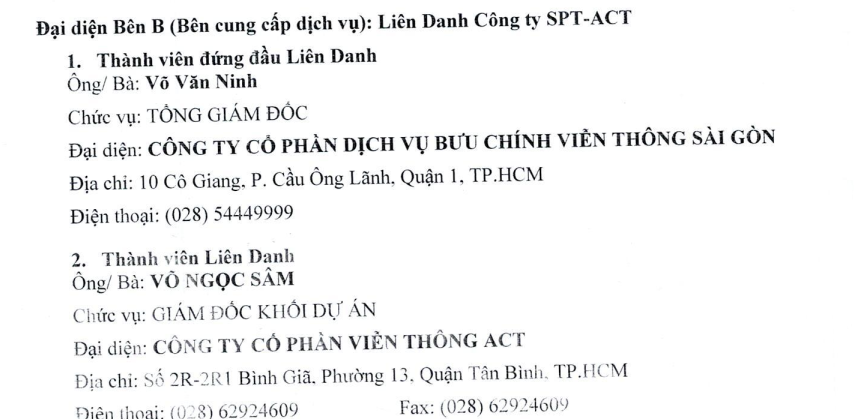 Đại diện Bên B (Bên cung cấp dịch vụ): Liên Danh Công ty SPT-ACT
1. Thành viên đứng đầu Liên Danh
Ông/ Bà: Võ Văn Ninh
Chức vụ: TỔNG GIÁM ĐỐC
Đại diện: CÔNG TY CỔ PHẦN DỊCH VỤ BƯU CHÍNH VIỄN THÔNG SÀI GÒN
Địa chỉ: 10 Cô Giang, P. Cầu Ông Lãnh, Quận 1, TP.HCM
Điện thoại: (028) 54449999
2. Thành viên Liên Danh
Ông/ Bà: VÕ NGỌC SÂM
Chức vụ: GIÁM ĐỐC KHỐI DỰ ÁN
Đại diện: CÔNG TY CỔ PHẦN VIỄN THÔNG ACT
Địa chỉ: Số 2R-2R1 Bình Giã, Phường 13, Quận Tân Bình, TP.HCM
Điện thoại: (028) 62924609 Fax: (028) 62924609